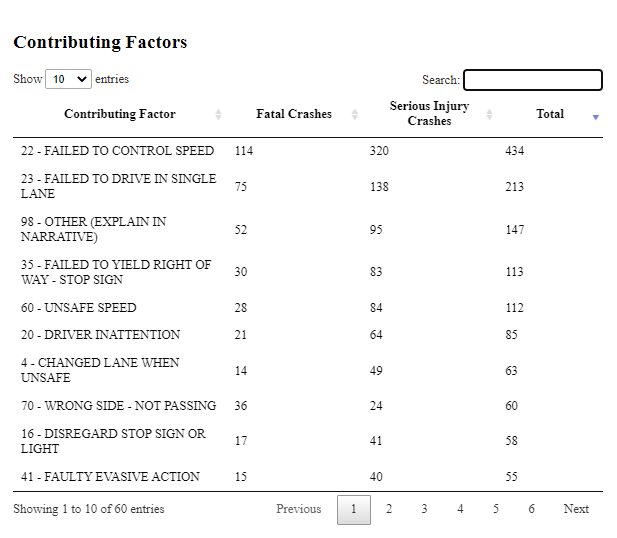 Contributing Factors
Show 10 entries Search:
Contributing Factor Fatal Crashes Serious Injury Crashes Total
22 - FAILED TO CONTROL SPEED 114 320 434
23 - FAILED TO DRIVE IN SINGLE
LANE 75 138 213
98 - OTHER (EXPLAIN IN
NARRATIVE) 52 95 147
35 - FAILED TO YIELD RIGHT OF
WAY - STOP SIGN 30 83 113
60 - UNSAFE SPEED 28 84 112
20 - DRIVER INATTENTION 21 64 85
4 - CHANGED LANE WHEN
UNSAFE 14 49 63
70 - WRONG SIDE - NOT PASSING 36 24 60
16 - DISREGARD STOP SIGN OR
LIGHT 17 41 58
41 - FAULTY EVASIVE ACTION 15 40 55
Showing 1 to 10 of 60 entries Previous 1 2 3 4 5 6 Next